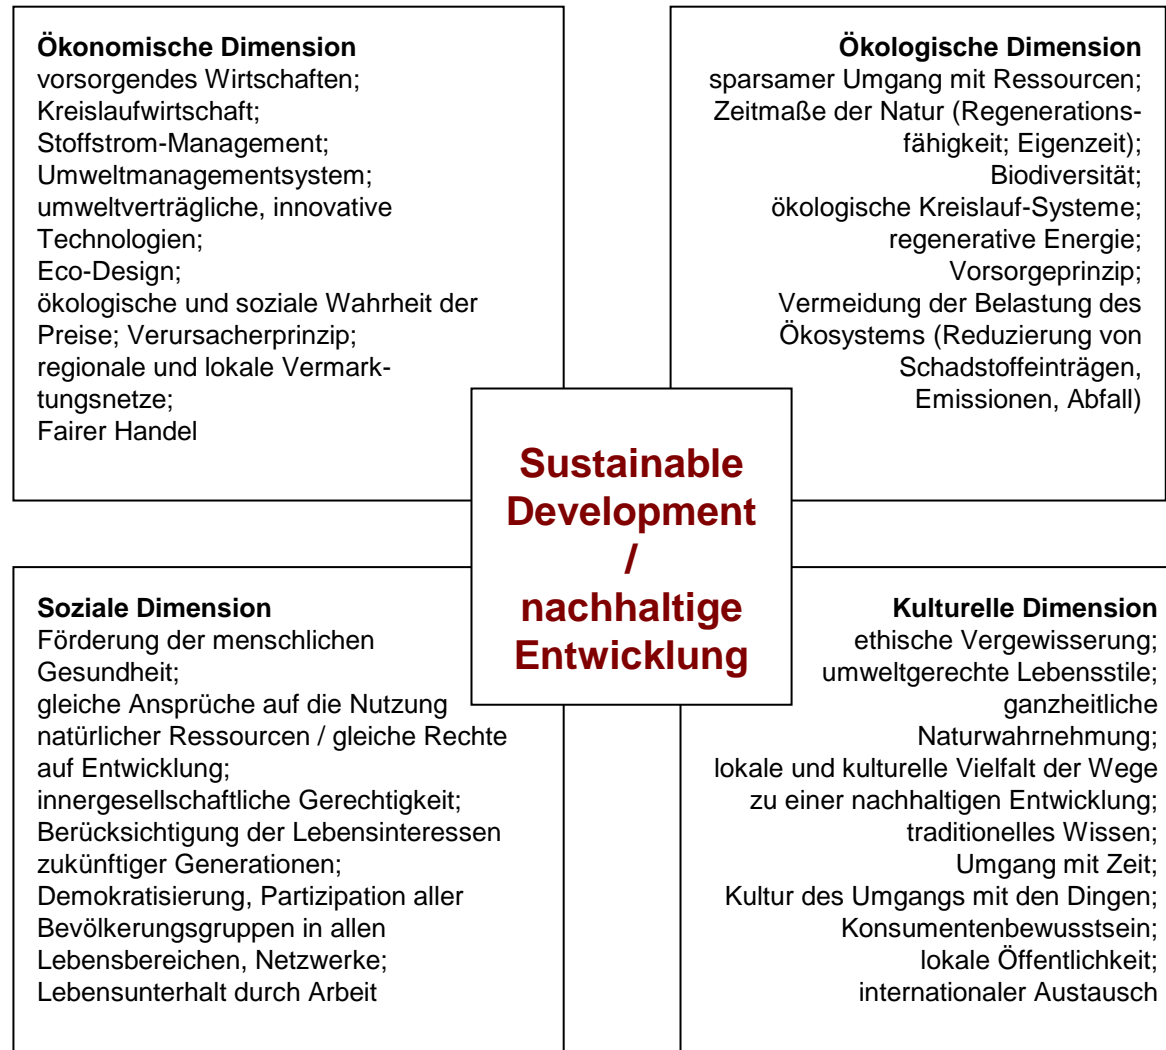 Ökonomische Dimension
vorsorgendes Wirtschaften;
Kreislaufwirtschaft;
Stoffstrom-Management;
Umweltmanagementsystem;
umweltverträgliche, innovative
Technologien;
Eco-Design;
ökologische und soziale Wahrheit der
Preise; Verursacherprinzip;
regionale und lokale Vermark-
tungsnetze;
Fairer Handel
Ökologische Dimension
sparsamer Umgang mit Ressourcen;
Zeitmaße der Natur (Regenerations-
fähigkeit; Eigenzeit);
Biodiversität;
ökologische Kreislauf-Systeme;
regenerative Energie;
Vorsorgeprinzip;
Vermeidung der Belastung des
Ökosystems (Reduzierung von
Schadstoffeinträgen,
Emissionen, Abfall)
Sustainable
Development
/
nachhaltige
Entwicklung
Soziale Dimension
Förderung der menschlichen
Gesundheit;
gleiche Ansprüche auf die Nutzung
natürlicher Ressourcen / gleiche Rechte
auf Entwicklung;
innergesellschaftliche Gerechtigkeit;
Berücksichtigung der Lebensinteressen
zukünftiger Generationen;
Demokratisierung, Partizipation aller
Bevölkerungsgruppen in allen
Lebensbereichen, Netzwerke;
Lebensunterhalt durch Arbeit
Kulturelle Dimension
ethische Vergewisserung;
umweltgerechte Lebensstile;
ganzheitliche
Naturwahrnehmung;
lokale und kulturelle Vielfalt der Wege
zu einer nachhaltigen Entwicklung;
traditionelles Wissen;
Umgang mit Zeit;
Kultur des Umgangs mit den Dingen;
Konsumentenbewusstsein;
lokale Öffentlichkeit;
internationaler Austausch